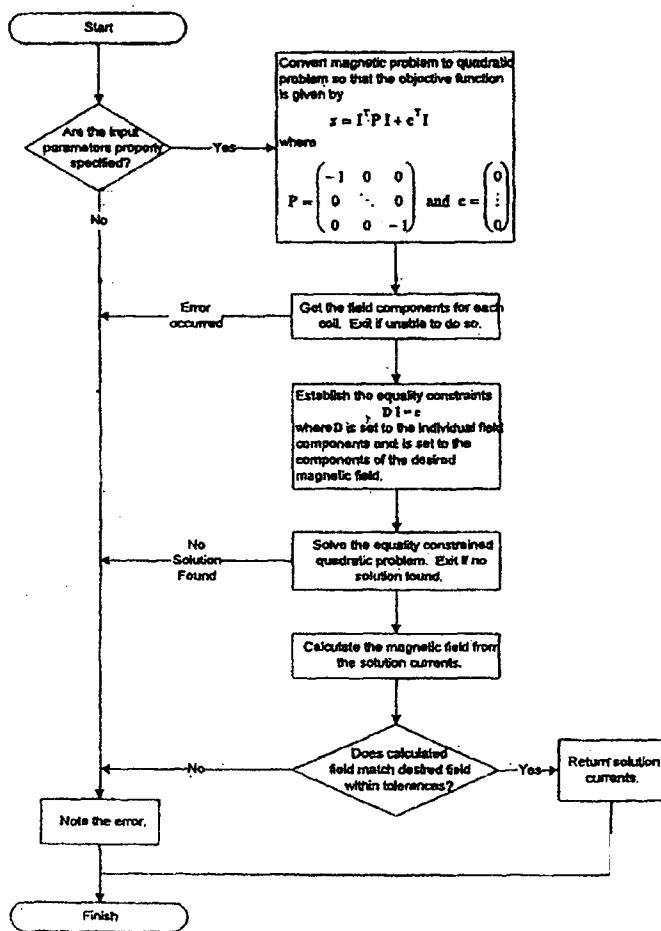 Start
Convert magnetic problem to quadratic
problem so that the objective function
is given by
z = I^T P I + c^T I
where
P = ( -1 0 0
0 ⋱ 0
0 0 -1 ) and c = ( 0
⋮
0 )
Are the input
parameters properly
specified?
Yes
No
Get the field components for each
coil. Exit if unable to do so.
Error
occurred
Establish the equality constraints
D I = c
where D is set to the individual field
components and is set to the
components of the desired
magnetic field.
Solve the equality constrained
quadratic problem. Exit if no
solution found.
No
Solution
Found
Calculate the magnetic field from
the solution currents.
Does calculated
field match desired field
within tolerences?
No
Yes
Return solution
currents.
Note the error.
Finish